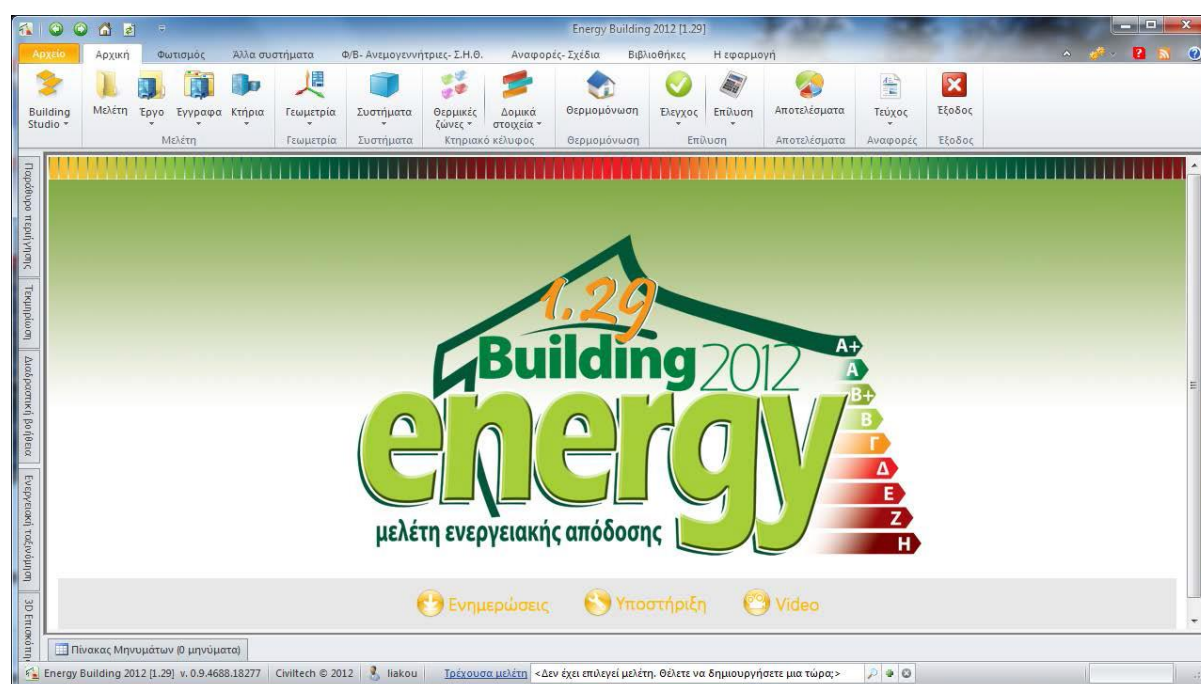 Energy Building 2012 [1.29]
Αρχείο Αρχική Φωτισμός Άλλα συστήματα Φ/Β- Ανεμογεννήτριες- Σ.Η.Θ. Αναφορές- Σχέδια Βιβλιοθήκες Η εφαρμογή
Building Studio Μελέτη Έργο Έγγραφα Κτήρια Γεωμετρία Συστήματα Θερμικές ζώνες Δομικά στοιχεία Θερμομόνωση Έλεγχος Επίλυση Αποτελέσματα Τεύχος Έξοδος
Μελέτη Γεωμετρία Συστήματα Κτηριακό κέλυφος Θερμομόνωση Επίλυση Αποτελέσματα Αναφορές Έξοδος
Παράθυρο περιήγησης
Τεκμηρίωση
Διαδραστική βοήθεια
Ενεργειακή ταξινόμηση
1.29
Building 2012
energy
μελέτη ενεργειακής απόδοσης
A+
A
B+
B
Γ
Δ
E
Z
H
Ενημερώσεις Υποστήριξη Video
Πίνακας Μηνυμάτων (0 μηνύματα)
Energy Building 2012 [1.29] v. 0.9.4688.18277 Civiltech © 2012 liakou Τρέχουσα μελέτη <Δεν έχει επιλεγεί μελέτη. Θέλετε να δημιουργήσετε μια τώρα;>